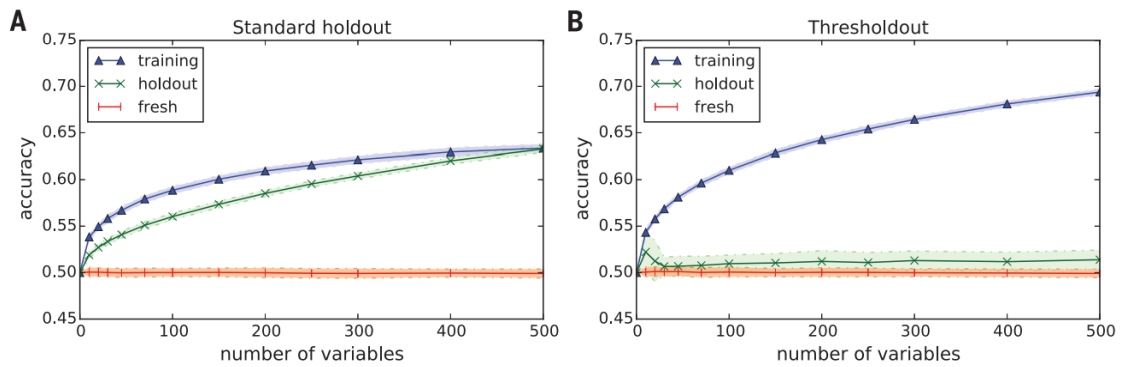 A
Standard holdout
0.75
0.70
0.65
0.60
0.55
0.50
0.45
training
holdout
fresh
accuracy
0 100 200 300 400 500
number of variables
B
Thresholdout
0.75
0.70
0.65
0.60
0.55
0.50
0.45
training
holdout
fresh
accuracy
0 100 200 300 400 500
number of variables